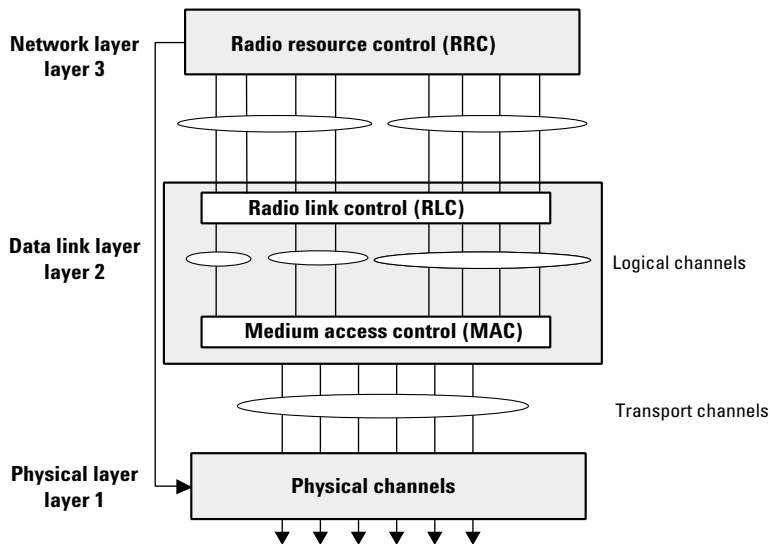 Network layer
layer 3
Radio resource control (RRC)
Data link layer
layer 2
Radio link control (RLC)
Logical channels
Medium access control (MAC)
Transport channels
Physical layer
layer 1
Physical channels